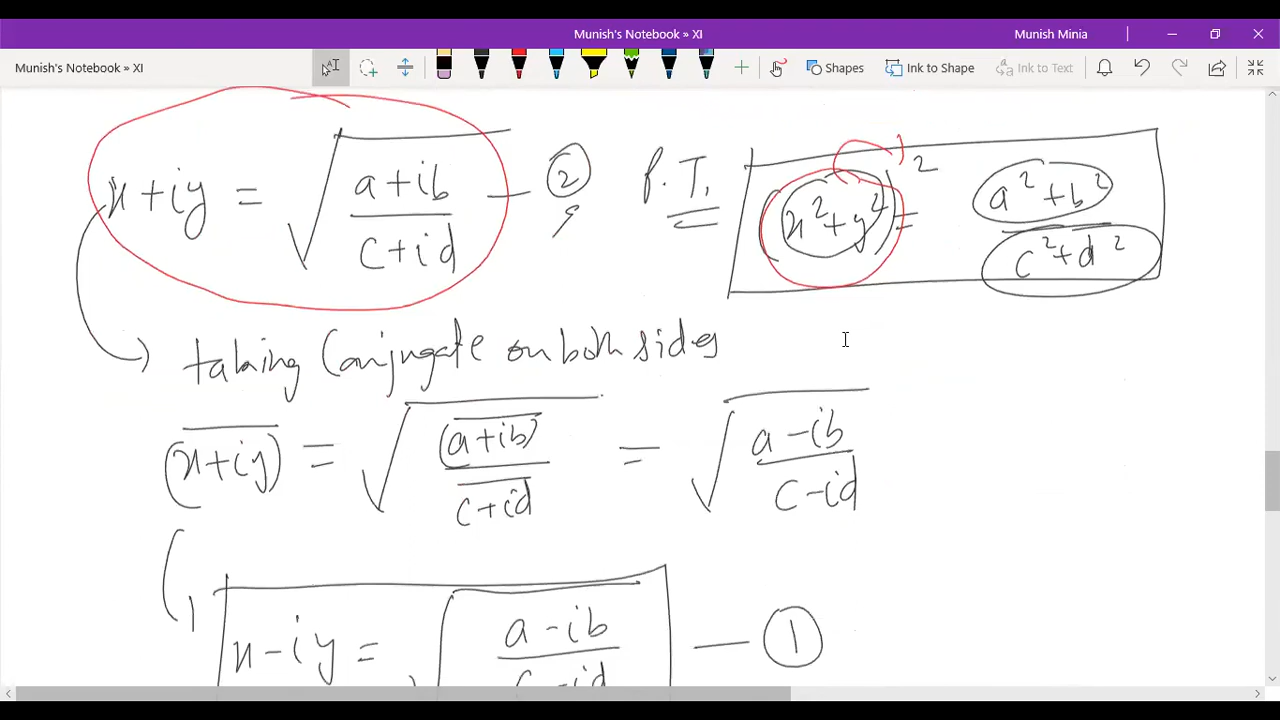 Munish's Notebook » XI
Munish Minia
Munish's Notebook » XI
Shapes
Ink to Shape
Ink to Text
x+iy = √((a+ib)/(c+id)) — ② P.T. (x²+y²)² = (a²+b²)/(c²+d²)
taking Conjugate on both sides
(x+iy)‾ = √((a+ib)‾/(c+id)‾) = √((a-ib)/(c-id))
x-iy = √((a-ib)/(c-id)) — ①